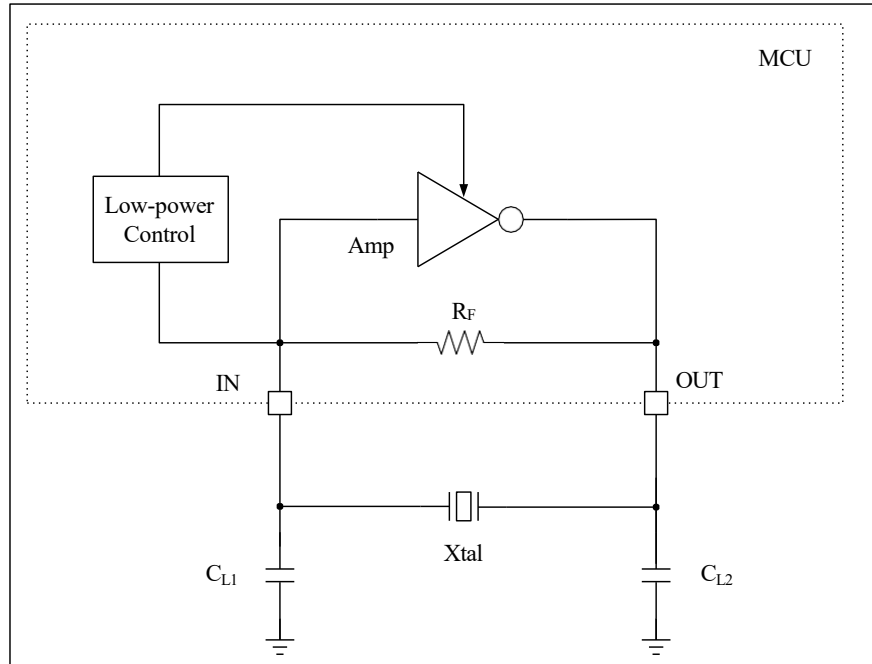 MCU
Low-power
Control
Amp
RF
IN
OUT
Xtal
CL1
CL2